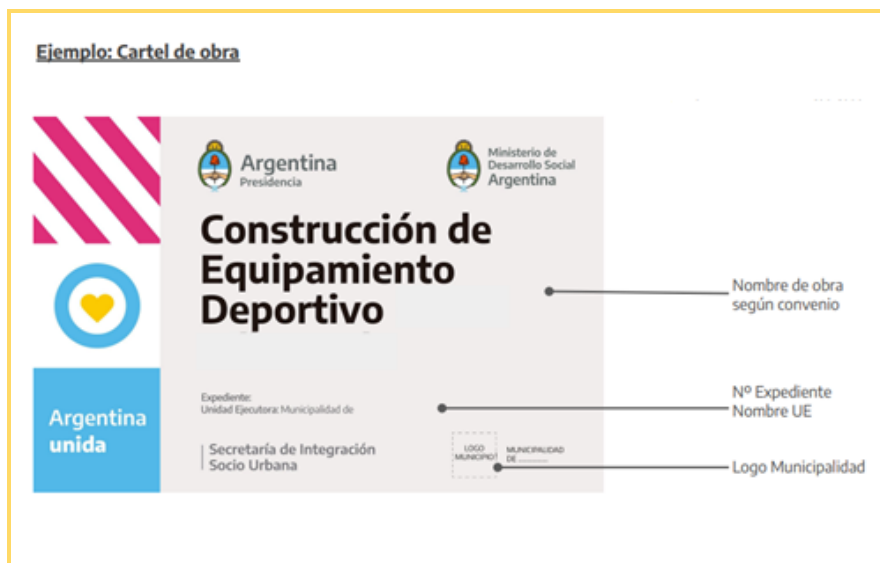 Ejemplo: Cartel de obra
Argentina
Presidencia
Ministerio de
Desarrollo Social
Argentina
Construcción de
Equipamiento
Deportivo
Nombre de obra
según convenio
Expediente:
Unidad Ejecutora: Municipalidad de
Nº Expediente
Nombre UE
Argentina
unida
Secretaría de Integración
Socio Urbana
LOGO
MUNICIPIO
MUNICIPALIDAD
DE ............
Logo Municipalidad